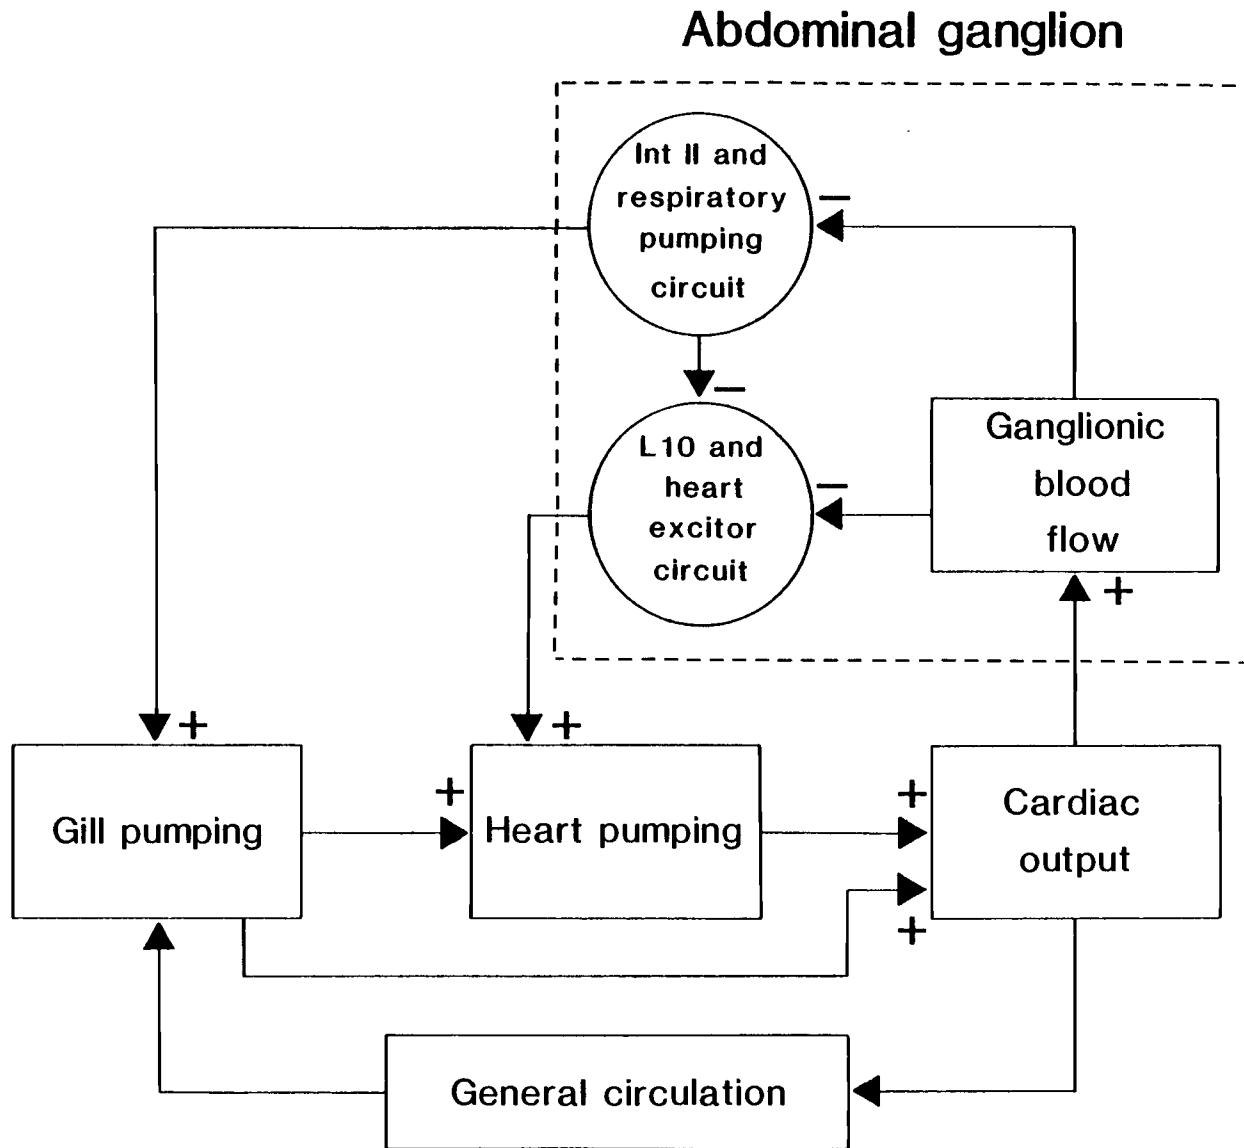 Abdominal ganglion
Int II and
respiratory
pumping
circuit
−
−
L10 and
heart
excitor
circuit
−
Ganglionic
blood
flow
+
+
+
Gill pumping
+
Heart pumping
+
+
Cardiac
output
General circulation